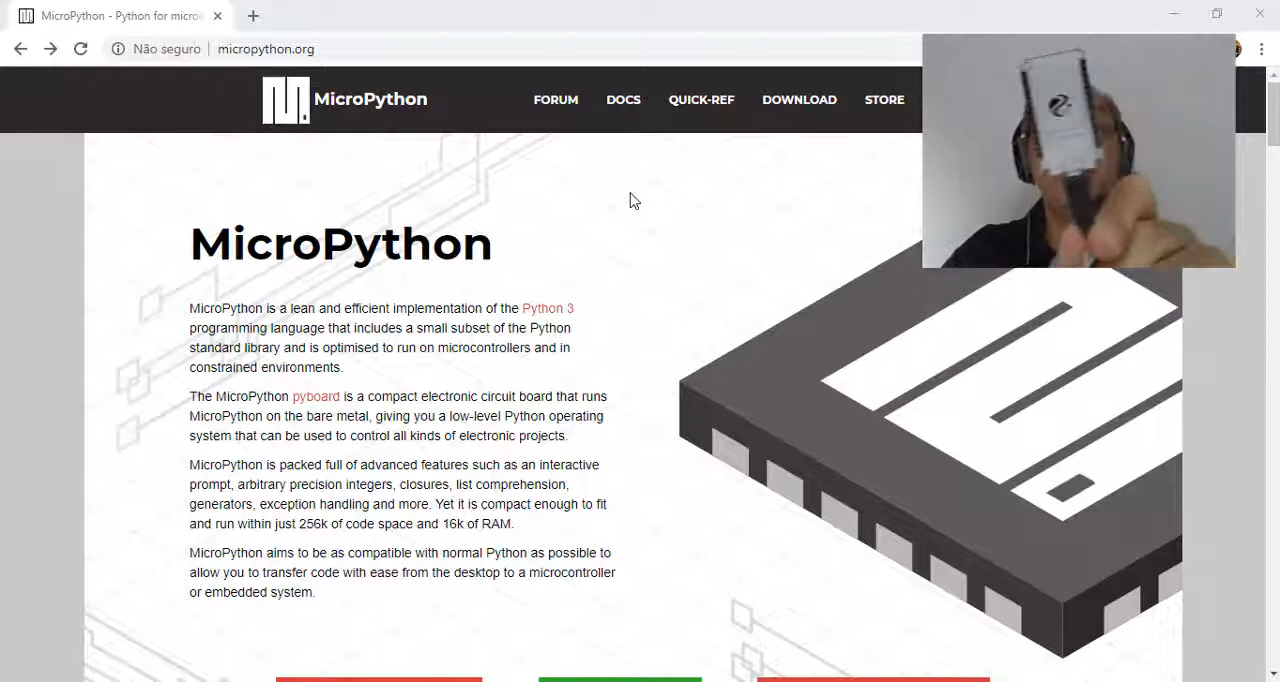 MicroPython - Python for micro
Não seguro
micropython.org
MicroPython
FORUM
DOCS
QUICK-REF
DOWNLOAD
STORE
MicroPython
MicroPython is a lean and efficient implementation of the Python 3
programming language that includes a small subset of the Python
standard library and is optimised to run on microcontrollers and in
constrained environments.
The MicroPython pyboard is a compact electronic circuit board that runs
MicroPython on the bare metal, giving you a low-level Python operating
system that can be used to control all kinds of electronic projects.
MicroPython is packed full of advanced features such as an interactive
prompt, arbitrary precision integers, closures, list comprehension,
generators, exception handling and more. Yet it is compact enough to fit
and run within just 256k of code space and 16k of RAM.
MicroPython aims to be as compatible with normal Python as possible to
allow you to transfer code with ease from the desktop to a microcontroller
or embedded system.